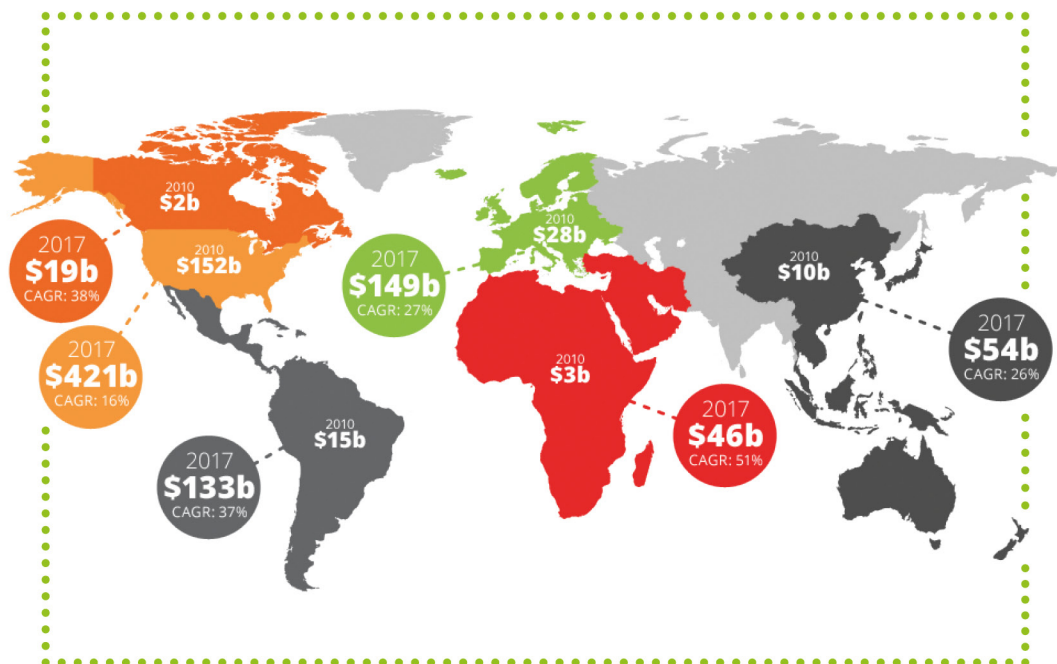 2010
$2b
2017
$19b
CAGR: 38%
2010
$152b
2017
$421b
CAGR: 16%
2010
$15b
2017
$133b
CAGR: 37%
2010
$28b
2017
$149b
CAGR: 27%
2010
$3b
2017
$46b
CAGR: 51%
2010
$10b
2017
$54b
CAGR: 26%